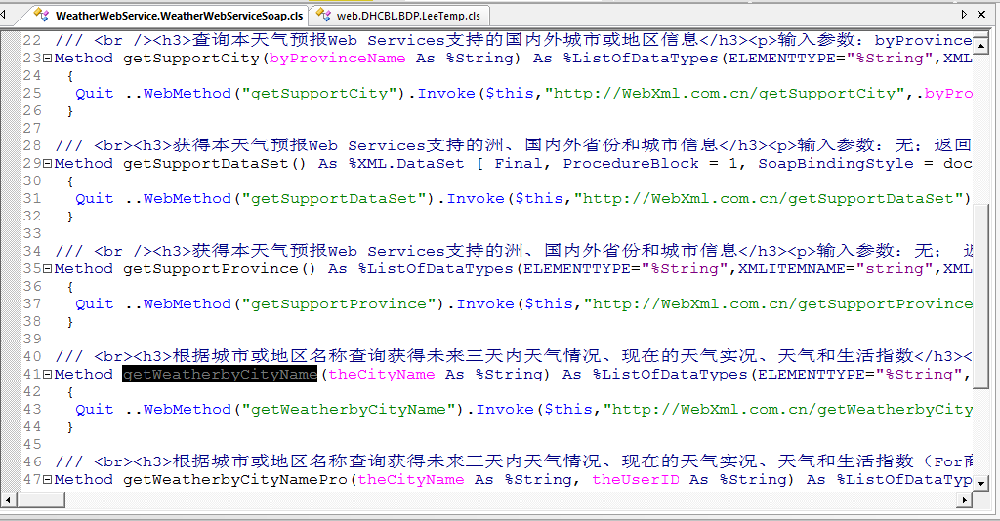 WeatherWebService.WeatherWebServiceSoap.cls web.DHCBL.BDP.LeeTemp.cls
22 /// <br /><h3>查询本天气预报Web Services支持的国内外城市或地区信息</h3><p>输入参数：byProvince
23 Method getSupportCity(byProvinceName As %String) As %ListOfDataTypes(ELEMENTTYPE="%String",XML
24 {
25 Quit ..WebMethod("getSupportCity").Invoke($this,"http://WebXml.com.cn/getSupportCity",.byPro
26 }
27
28 /// <br><h3>获得本天气预报Web Services支持的洲、国内外省份和城市信息</h3><p>输入参数：无；返回
29 Method getSupportDataSet() As %XML.DataSet [ Final, ProcedureBlock = 1, SoapBindingStyle = doc
30 {
31 Quit ..WebMethod("getSupportDataSet").Invoke($this,"http://WebXml.com.cn/getSupportDataSet")
32 }
33
34 /// <br /><h3>获得本天气预报Web Services支持的洲、国内外省份和城市信息</h3><p>输入参数：无； 返
35 Method getSupportProvince() As %ListOfDataTypes(ELEMENTTYPE="%String",XMLITEMNAME="string",XML
36 {
37 Quit ..WebMethod("getSupportProvince").Invoke($this,"http://WebXml.com.cn/getSupportProvince
38 }
39
40 /// <br><h3>根据城市或地区名称查询获得未来三天内天气情况、现在的天气实况、天气和生活指数</h3><
41 Method getWeatherbyCityName(theCityName As %String) As %ListOfDataTypes(ELEMENTTYPE="%String",
42 {
43 Quit ..WebMethod("getWeatherbyCityName").Invoke($this,"http://WebXml.com.cn/getWeatherbyCity
44 }
45
46 /// <br><h3>根据城市或地区名称查询获得未来三天内天气情况、现在的天气实况、天气和生活指数（For商
47 Method getWeatherbyCityNamePro(theCityName As %String, theUserID As %String) As %ListOfDataTyp